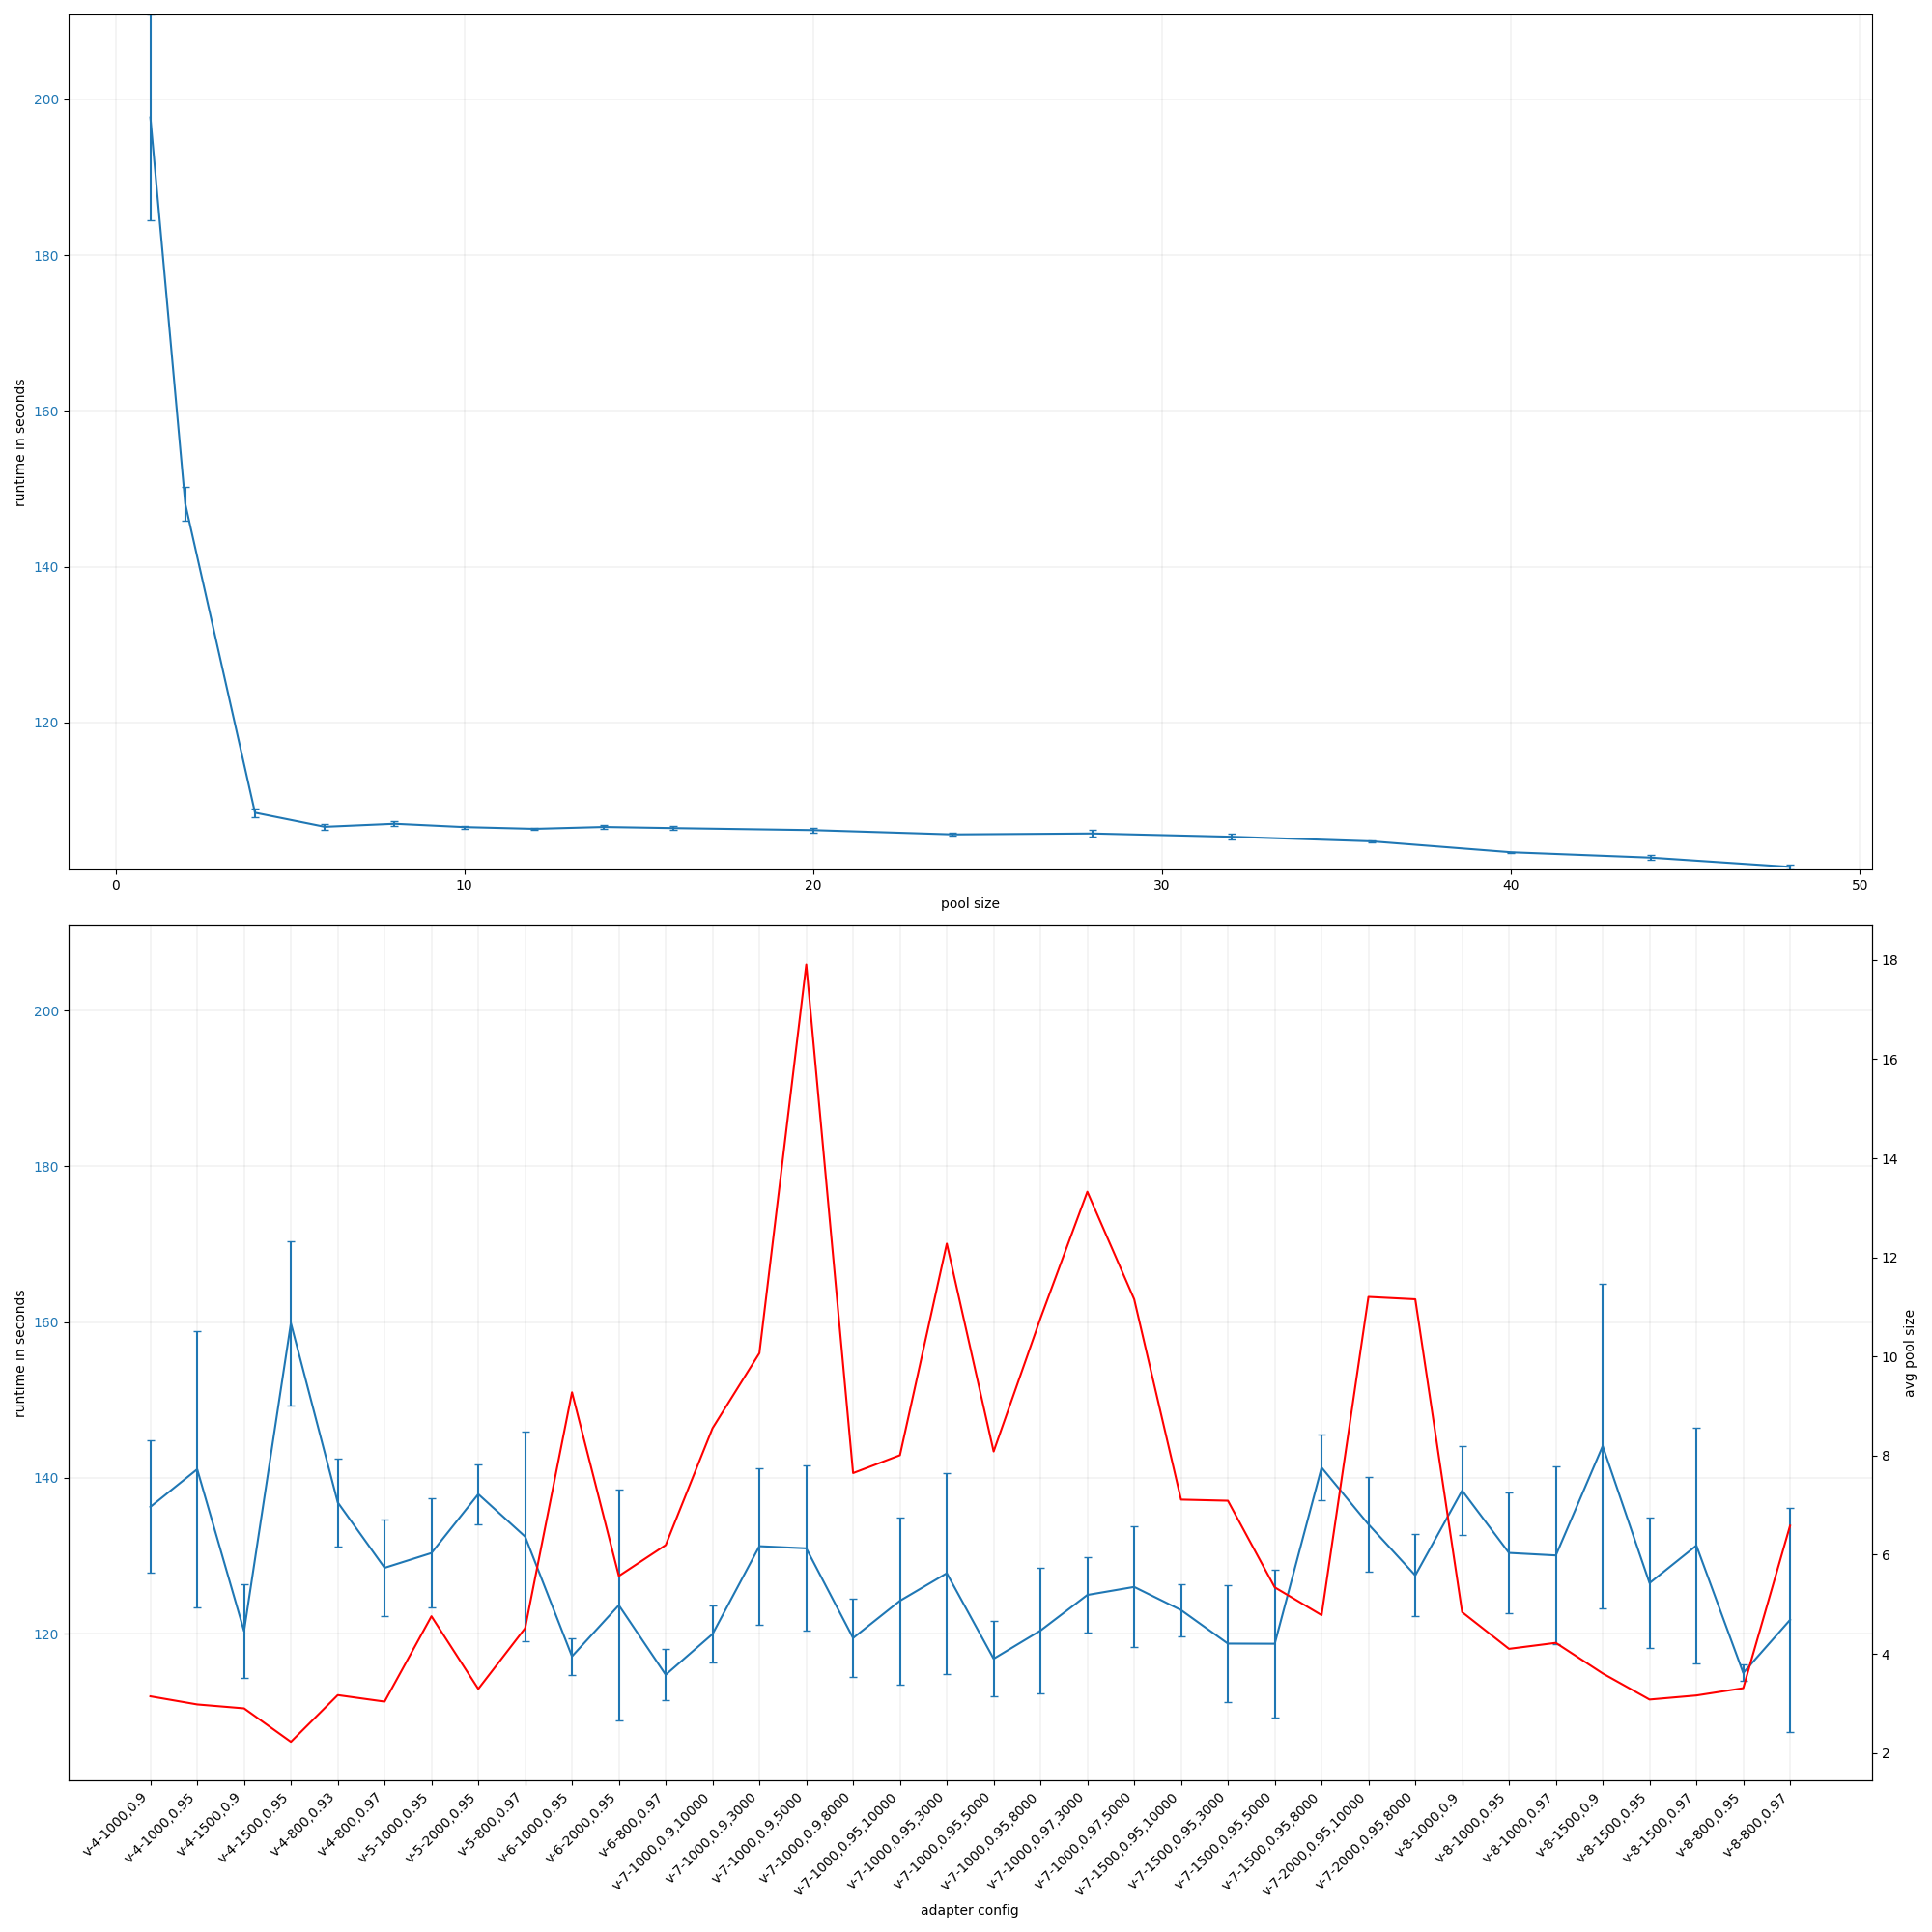 200
180
160
140
120
runtime in seconds
0
10
20
30
40
50
pool size
200
180
160
140
120
runtime in seconds
18
16
14
12
10
8
6
4
2
avg pool size
v-4-1000,0.9
v-4-1000,0.95
v-4-1500,0.9
v-4-1500,0.95
v-4-800,0.93
v-4-800,0.97
v-5-1000,0.95
v-5-2000,0.95
v-5-800,0.97
v-6-1000,0.95
v-6-2000,0.95
v-6-800,0.97
v-7-1000,0.9,10000
v-7-1000,0.9,3000
v-7-1000,0.9,5000
v-7-1000,0.9,8000
v-7-1000,0.95,10000
v-7-1000,0.95,3000
v-7-1000,0.95,5000
v-7-1000,0.95,8000
v-7-1000,0.97,3000
v-7-1000,0.97,5000
v-7-1500,0.95,10000
v-7-1500,0.95,3000
v-7-1500,0.95,5000
v-7-1500,0.95,8000
v-7-2000,0.95,10000
v-7-2000,0.95,8000
v-8-1000,0.9
v-8-1000,0.95
v-8-1000,0.97
v-8-1500,0.9
v-8-1500,0.95
v-8-1500,0.97
v-8-800,0.95
v-8-800,0.97
adapter config